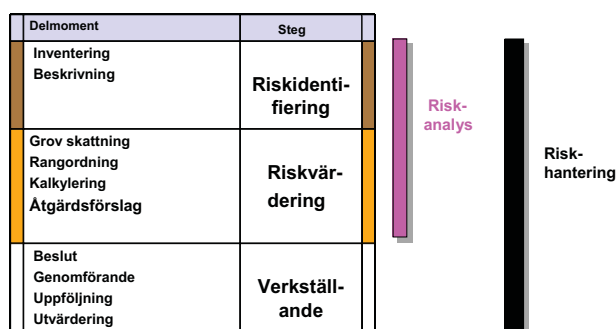 Delmoment
Steg
Inventering
Beskrivning
Riskidenti-
fiering
Grov skattning
Rangordning
Kalkylering
Åtgärdsförslag
Riskvär-
dering
Beslut
Genomförande
Uppföljning
Utvärdering
Verkställ-
ande
Risk-
analys
Risk-
hantering